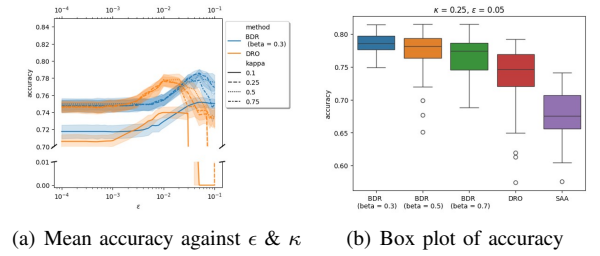 10⁻⁴ 10⁻³ 10⁻² 10⁻¹
0.84
0.82
0.80
0.78
0.76
0.74
0.72
0.70
0.01
0.00
accuracy
10⁻⁴ 10⁻³ 10⁻² 10⁻¹
ε
method
BDR
(beta = 0.3)
DRO
kappa
0.1
0.25
0.5
0.75
(a) Mean accuracy against ϵ & κ
κ = 0.25, ε = 0.05
0.80
0.75
0.70
0.65
0.60
accuracy
BDR BDR BDR DRO SAA
(beta = 0.3) (beta = 0.5) (beta = 0.7)
(b) Box plot of accuracy